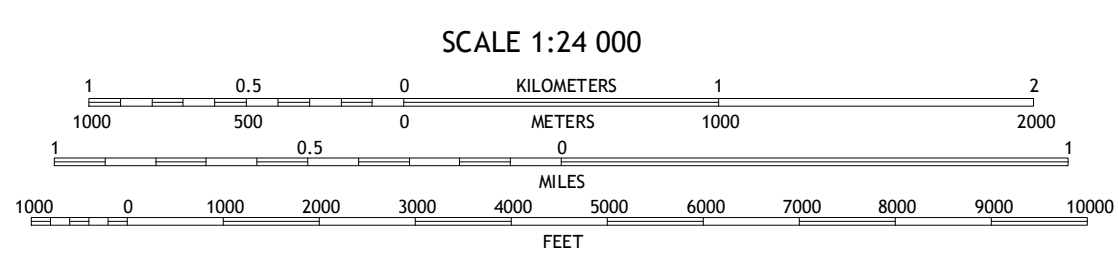 SCALE 1:24 000
1 0.5 0 KILOMETERS 1 2
1000 500 0 METERS 1000 2000
1 0.5 0 1
MILES
1000 0 1000 2000 3000 4000 5000 6000 7000 8000 9000 10000
FEET